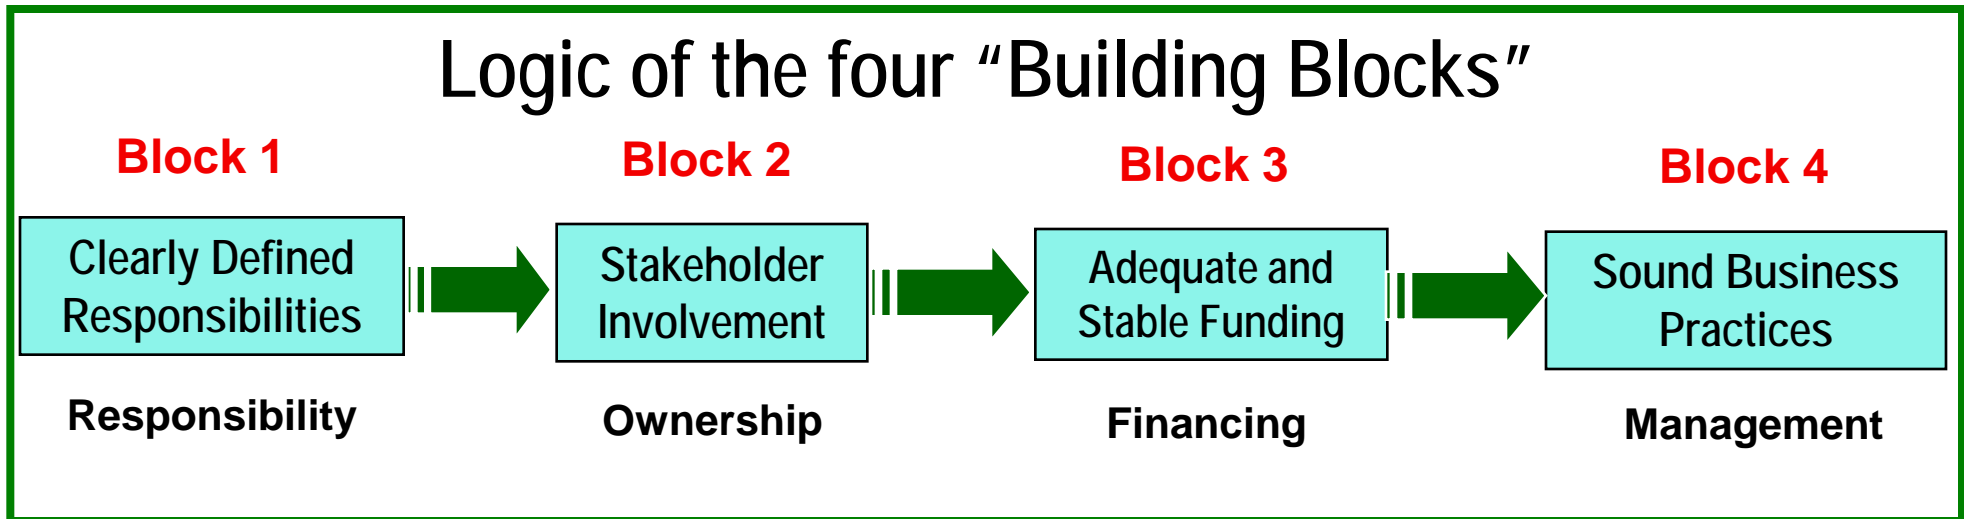 Logic of the four “Building Blocks”
Block 1
Block 2
Block 3
Block 4
Clearly Defined
Responsibilities
Stakeholder
Involvement
Adequate and
Stable Funding
Sound Business
Practices
Responsibility
Ownership
Financing
Management